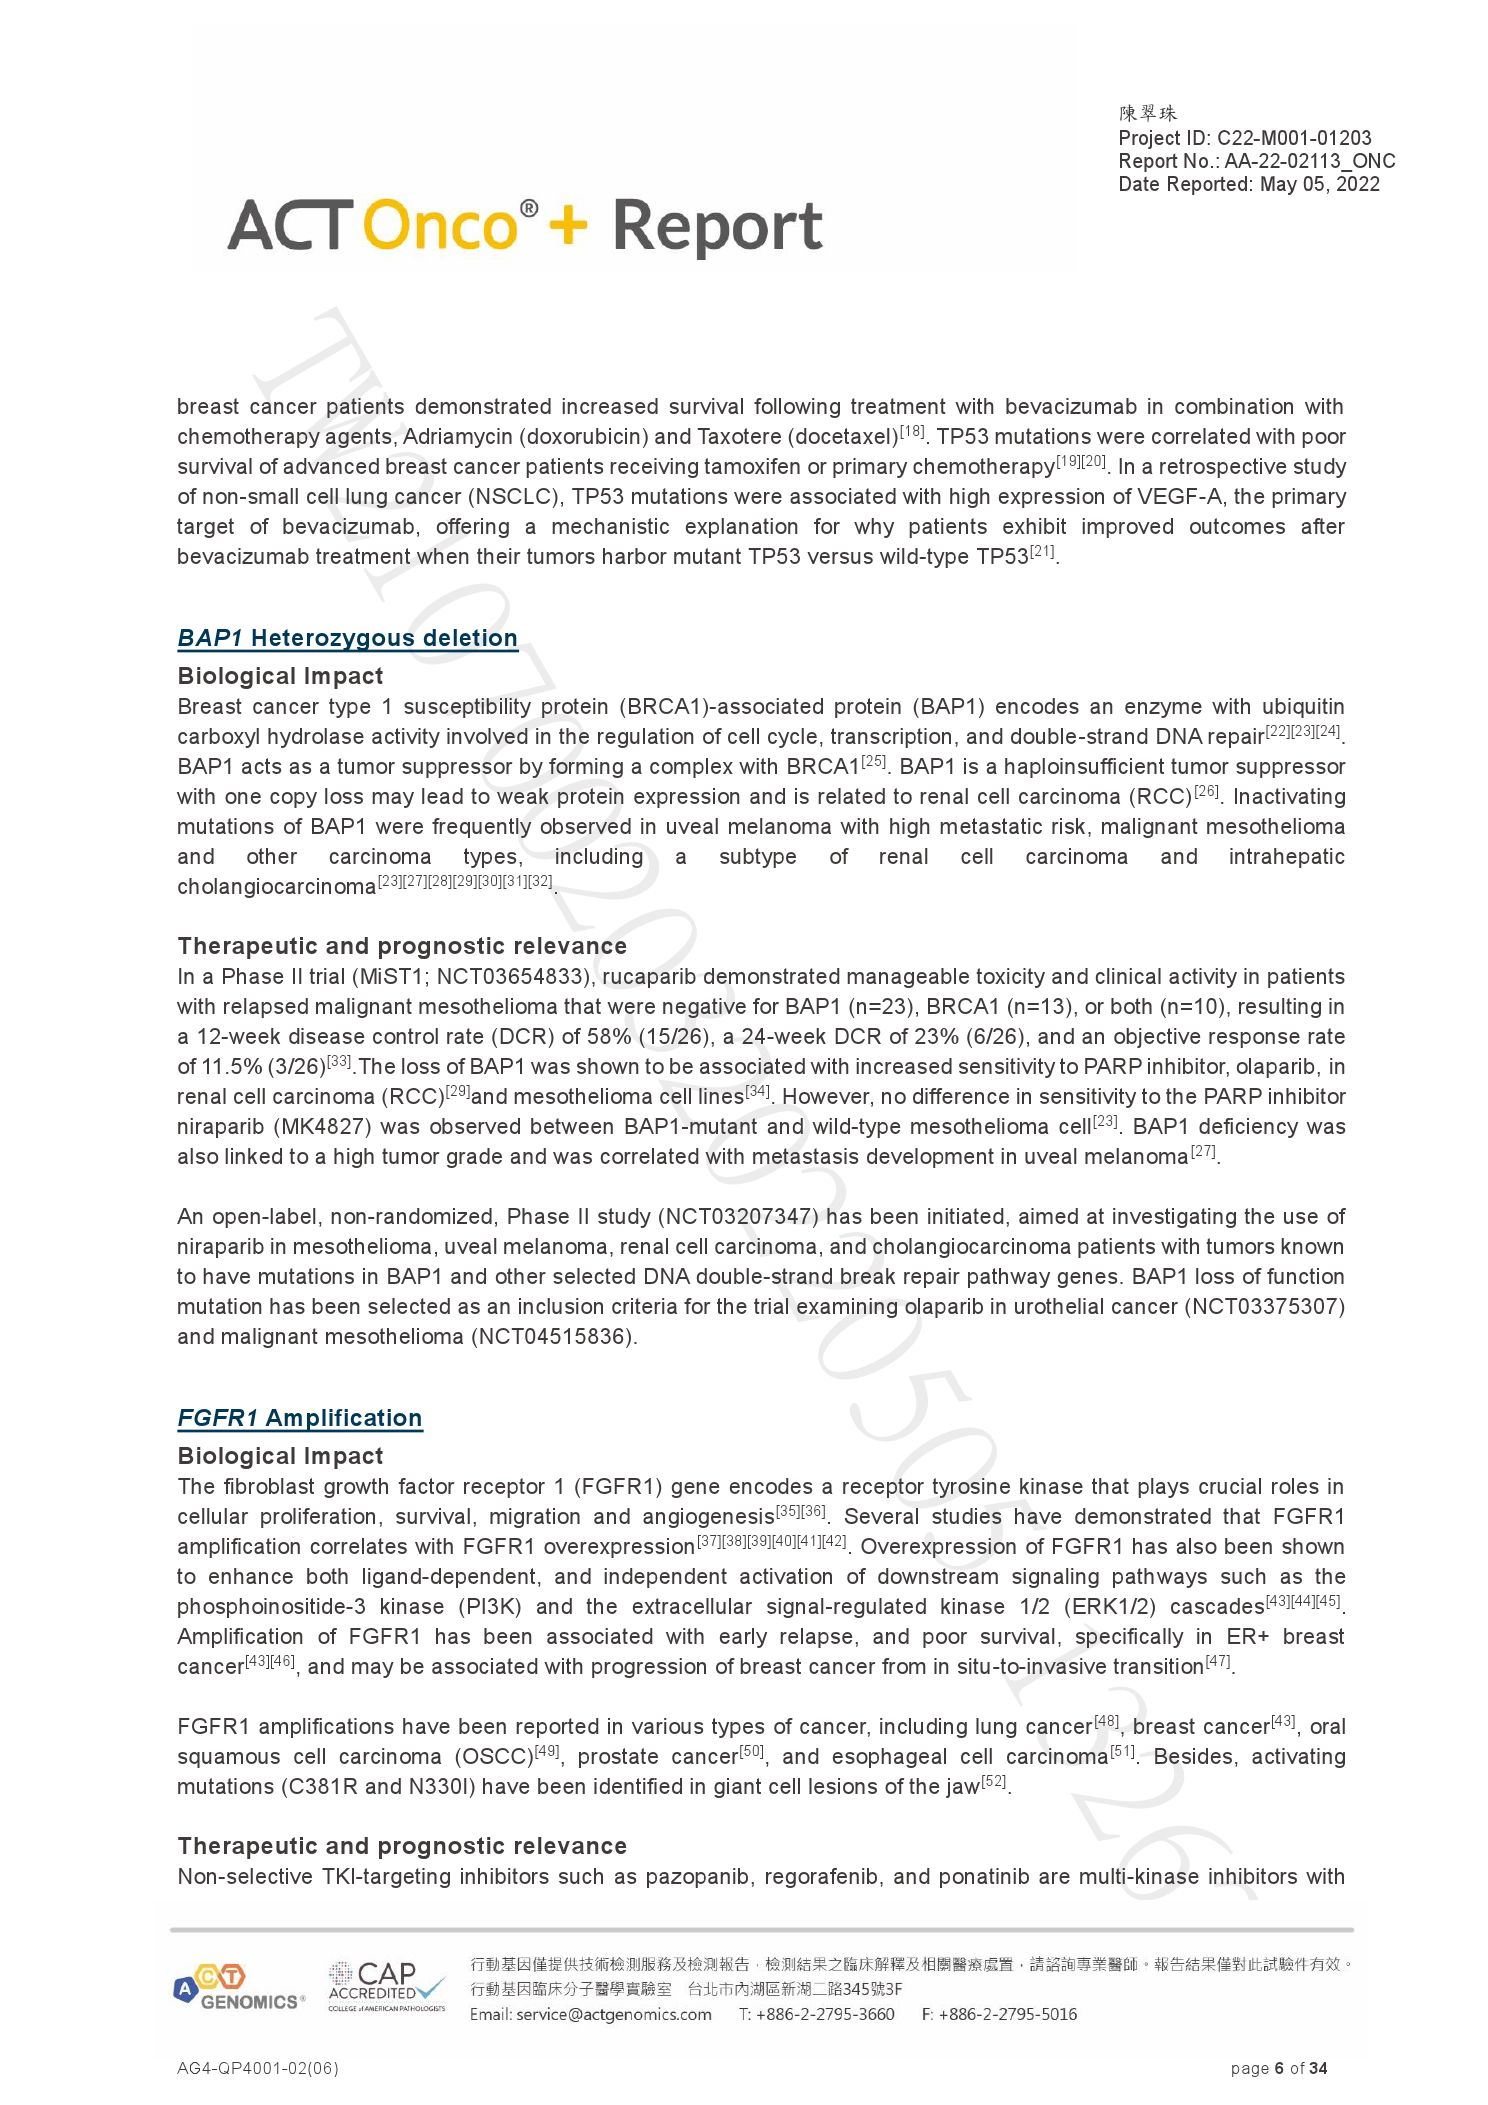 陳翠珠
Project ID: C22-M001-01203
Report No.: AA-22-02113_ONC
Date Reported: May 05, 2022
ACT Onco®+ Report
breast cancer patients demonstrated increased survival following treatment with bevacizumab in combination with
chemotherapy agents, Adriamycin (doxorubicin) and Taxotere (docetaxel)[18]. TP53 mutations were correlated with poor
survival of advanced breast cancer patients receiving tamoxifen or primary chemotherapy[19][20]. In a retrospective study
of non-small cell lung cancer (NSCLC), TP53 mutations were associated with high expression of VEGF-A, the primary
target of bevacizumab, offering a mechanistic explanation for why patients exhibit improved outcomes after
bevacizumab treatment when their tumors harbor mutant TP53 versus wild-type TP53[21].
BAP1 Heterozygous deletion
Biological Impact
Breast cancer type 1 susceptibility protein (BRCA1)-associated protein (BAP1) encodes an enzyme with ubiquitin
carboxyl hydrolase activity involved in the regulation of cell cycle, transcription, and double-strand DNA repair[22][23][24].
BAP1 acts as a tumor suppressor by forming a complex with BRCA1[25]. BAP1 is a haploinsufficient tumor suppressor
with one copy loss may lead to weak protein expression and is related to renal cell carcinoma (RCC)[26]. Inactivating
mutations of BAP1 were frequently observed in uveal melanoma with high metastatic risk, malignant mesothelioma
and other carcinoma types, including a subtype of renal cell carcinoma and intrahepatic
cholangiocarcinoma[23][27][28][29][30][31][32].
Therapeutic and prognostic relevance
In a Phase II trial (MiST1; NCT03654833), rucaparib demonstrated manageable toxicity and clinical activity in patients
with relapsed malignant mesothelioma that were negative for BAP1 (n=23), BRCA1 (n=13), or both (n=10), resulting in
a 12-week disease control rate (DCR) of 58% (15/26), a 24-week DCR of 23% (6/26), and an objective response rate
of 11.5% (3/26)[33].The loss of BAP1 was shown to be associated with increased sensitivity to PARP inhibitor, olaparib, in
renal cell carcinoma (RCC)[29]and mesothelioma cell lines[34]. However, no difference in sensitivity to the PARP inhibitor
niraparib (MK4827) was observed between BAP1-mutant and wild-type mesothelioma cell[23]. BAP1 deficiency was
also linked to a high tumor grade and was correlated with metastasis development in uveal melanoma[27].
An open-label, non-randomized, Phase II study (NCT03207347) has been initiated, aimed at investigating the use of
niraparib in mesothelioma, uveal melanoma, renal cell carcinoma, and cholangiocarcinoma patients with tumors known
to have mutations in BAP1 and other selected DNA double-strand break repair pathway genes. BAP1 loss of function
mutation has been selected as an inclusion criteria for the trial examining olaparib in urothelial cancer (NCT03375307)
and malignant mesothelioma (NCT04515836).
FGFR1 Amplification
Biological Impact
The fibroblast growth factor receptor 1 (FGFR1) gene encodes a receptor tyrosine kinase that plays crucial roles in
cellular proliferation, survival, migration and angiogenesis[35][36]. Several studies have demonstrated that FGFR1
amplification correlates with FGFR1 overexpression[37][38][39][40][41][42]. Overexpression of FGFR1 has also been shown
to enhance both ligand-dependent, and independent activation of downstream signaling pathways such as the
phosphoinositide-3 kinase (PI3K) and the extracellular signal-regulated kinase 1/2 (ERK1/2) cascades[43][44][45].
Amplification of FGFR1 has been associated with early relapse, and poor survival, specifically in ER+ breast
cancer[43][46], and may be associated with progression of breast cancer from in situ-to-invasive transition[47].
FGFR1 amplifications have been reported in various types of cancer, including lung cancer[48], breast cancer[43], oral
squamous cell carcinoma (OSCC)[49], prostate cancer[50], and esophageal cell carcinoma[51]. Besides, activating
mutations (C381R and N330I) have been identified in giant cell lesions of the jaw[52].
Therapeutic and prognostic relevance
Non-selective TKI-targeting inhibitors such as pazopanib, regorafenib, and ponatinib are multi-kinase inhibitors with
ACT GENOMICS®
CAP ACCREDITED
COLLEGE of AMERICAN PATHOLOGISTS
行動基因僅提供技術檢測服務及檢測報告，檢測結果之臨床解釋及相關醫療處置，請諮詢專業醫師。報告結果僅對此試驗件有效。
行動基因臨床分子醫學實驗室 台北市內湖區新湖二路345號3F
Email: service@actgenomics.com T: +886-2-2795-3660 F: +886-2-2795-5016
AG4-QP4001-02(06)
page 6 of 34